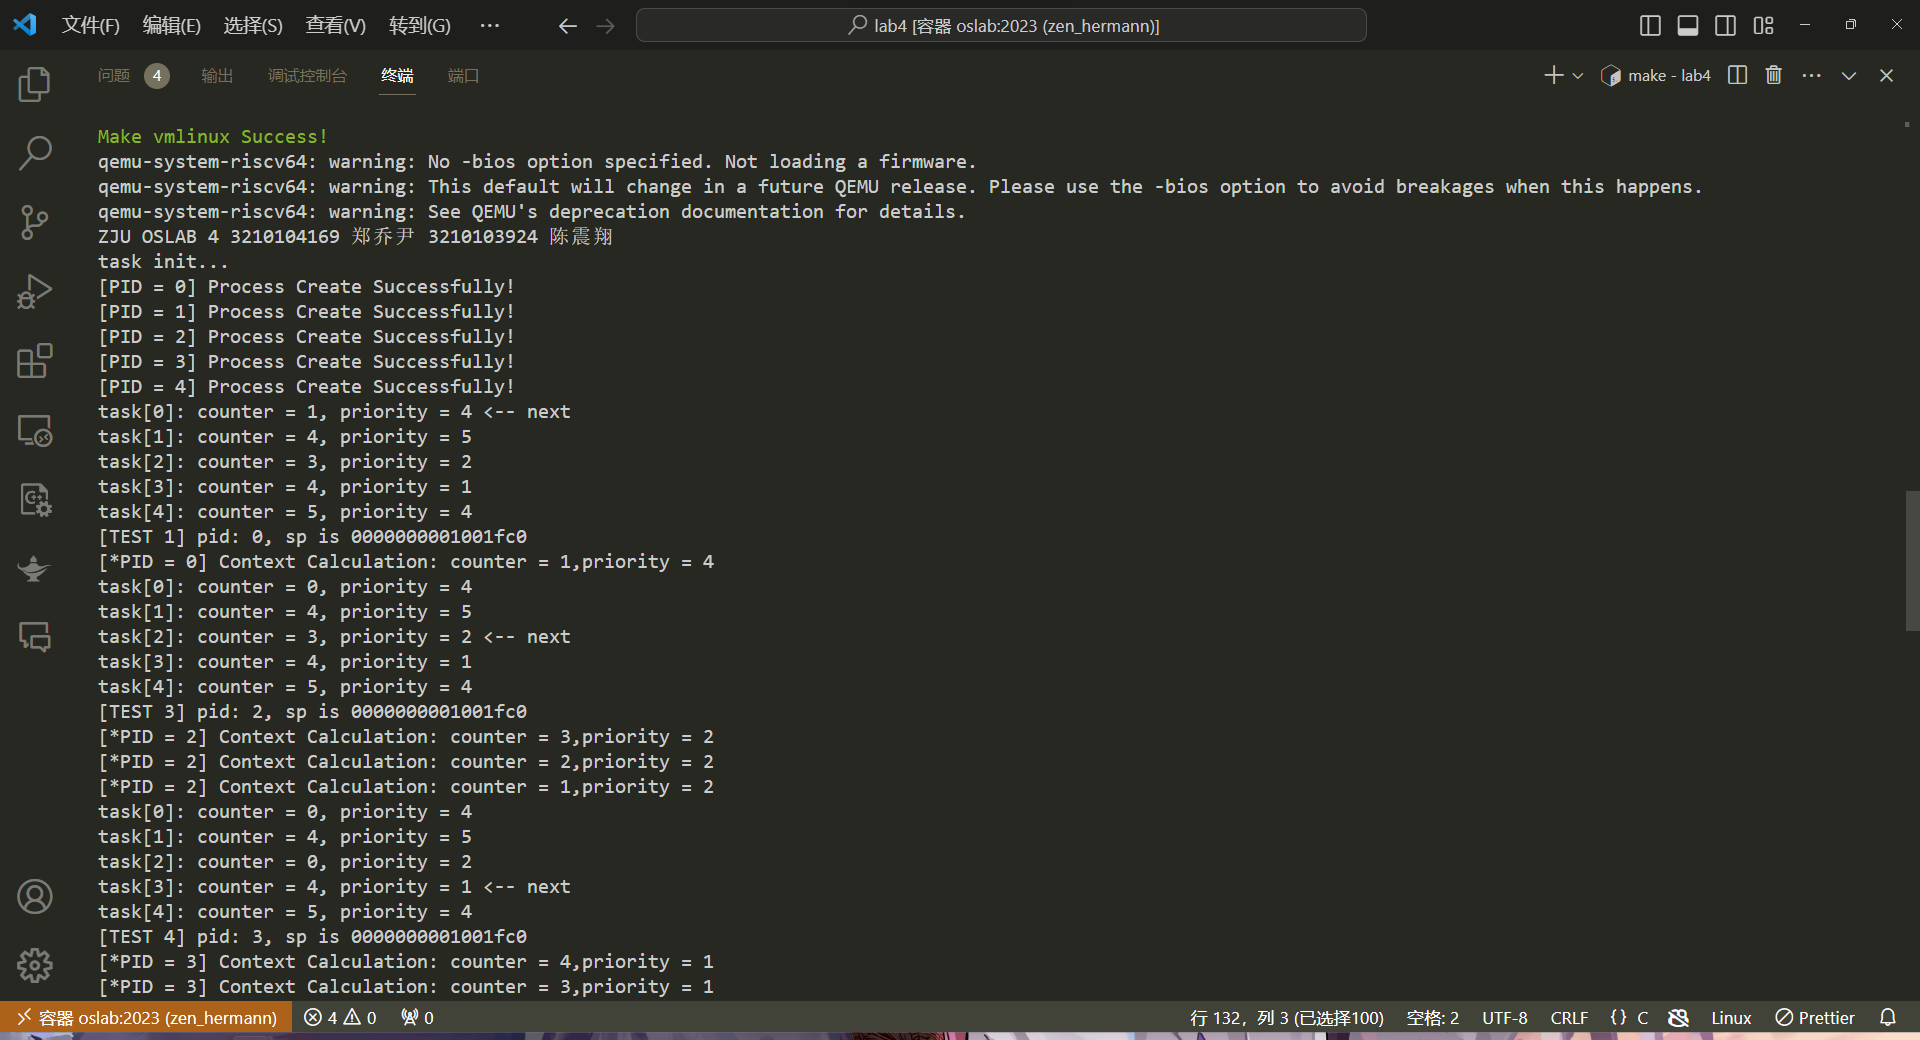 文件(F) 编辑(E) 选择(S) 查看(V) 转到(G) ··· lab4 [容器 oslab:2023 (zen_hermann)]
问题 4 输出 调试控制台 终端 端口 make - lab4
Make vmlinux Success!
qemu-system-riscv64: warning: No -bios option specified. Not loading a firmware.
qemu-system-riscv64: warning: This default will change in a future QEMU release. Please use the -bios option to avoid breakages when this happens.
qemu-system-riscv64: warning: See QEMU's deprecation documentation for details.
ZJU OSLAB 4 3210104169 郑乔尹 3210103924 陈震翔
task init...
[PID = 0] Process Create Successfully!
[PID = 1] Process Create Successfully!
[PID = 2] Process Create Successfully!
[PID = 3] Process Create Successfully!
[PID = 4] Process Create Successfully!
task[0]: counter = 1, priority = 4 <-- next
task[1]: counter = 4, priority = 5
task[2]: counter = 3, priority = 2
task[3]: counter = 4, priority = 1
task[4]: counter = 5, priority = 4
[TEST 1] pid: 0, sp is 0000000001001fc0
[*PID = 0] Context Calculation: counter = 1,priority = 4
task[0]: counter = 0, priority = 4
task[1]: counter = 4, priority = 5
task[2]: counter = 3, priority = 2 <-- next
task[3]: counter = 4, priority = 1
task[4]: counter = 5, priority = 4
[TEST 3] pid: 2, sp is 0000000001001fc0
[*PID = 2] Context Calculation: counter = 3,priority = 2
[*PID = 2] Context Calculation: counter = 2,priority = 2
[*PID = 2] Context Calculation: counter = 1,priority = 2
task[0]: counter = 0, priority = 4
task[1]: counter = 4, priority = 5
task[2]: counter = 0, priority = 2
task[3]: counter = 4, priority = 1 <-- next
task[4]: counter = 5, priority = 4
[TEST 4] pid: 3, sp is 0000000001001fc0
[*PID = 3] Context Calculation: counter = 4,priority = 1
[*PID = 3] Context Calculation: counter = 3,priority = 1
容器 oslab:2023 (zen_hermann) 4 0 0 行 132，列 3 (已选择100) 空格: 2 UTF-8 CRLF {} C Linux Prettier